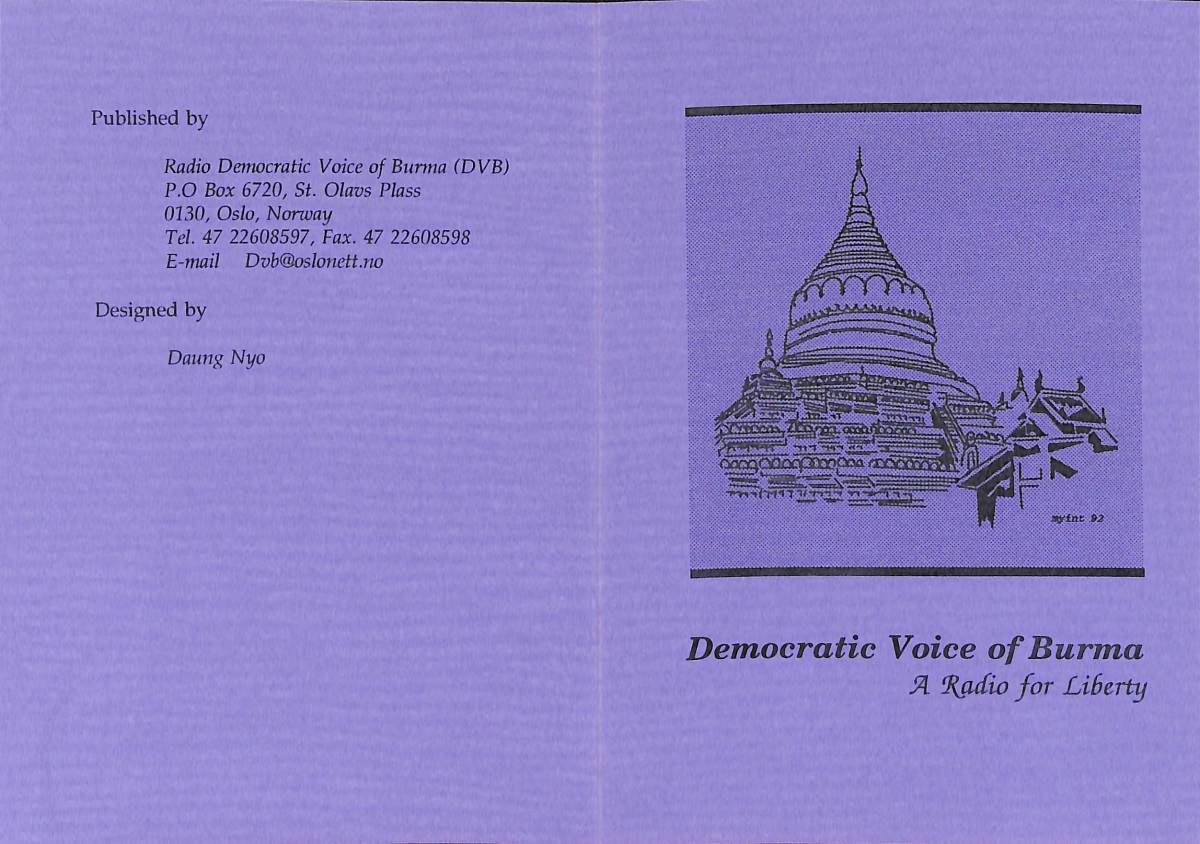 Published by
Radio Democratic Voice of Burma (DVB)
P.O Box 6720, St. Olavs Plass
0130, Oslo, Norway
Tel. 47 22608597, Fax. 47 22608598
E-mail Dvb@oslonett.no
Designed by
Daung Nyo
myint 92
Democratic Voice of Burma
A Radio for Liberty